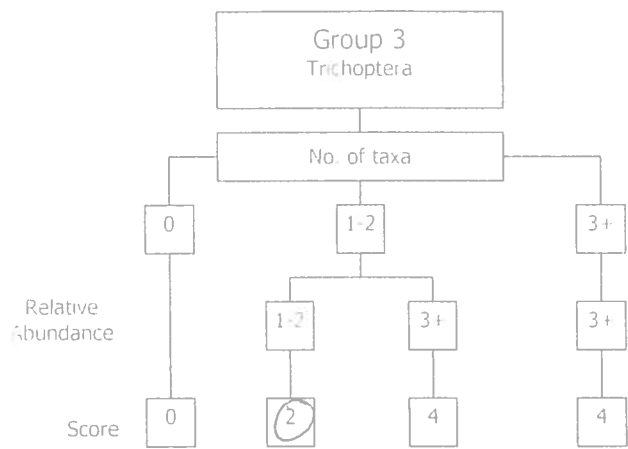 Group 3
Trichoptera
No. of taxa
0
1-2
3+
Relative
Abundance
1-2
3+
3+
Score
0
2
4
4